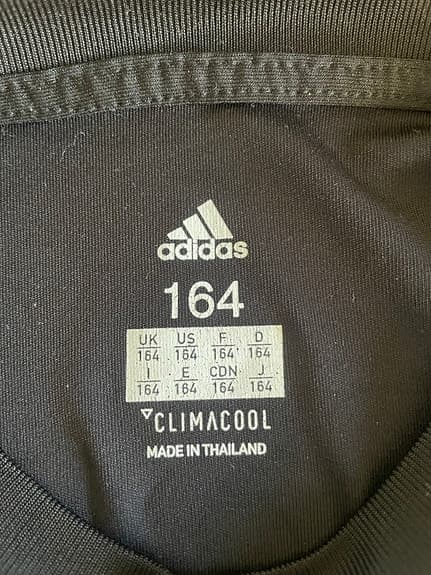 adidas
164
UK US F D
164 164 164 164
I E CDN J
164 164 164 164
CLIMACOOL
MADE IN THAILAND